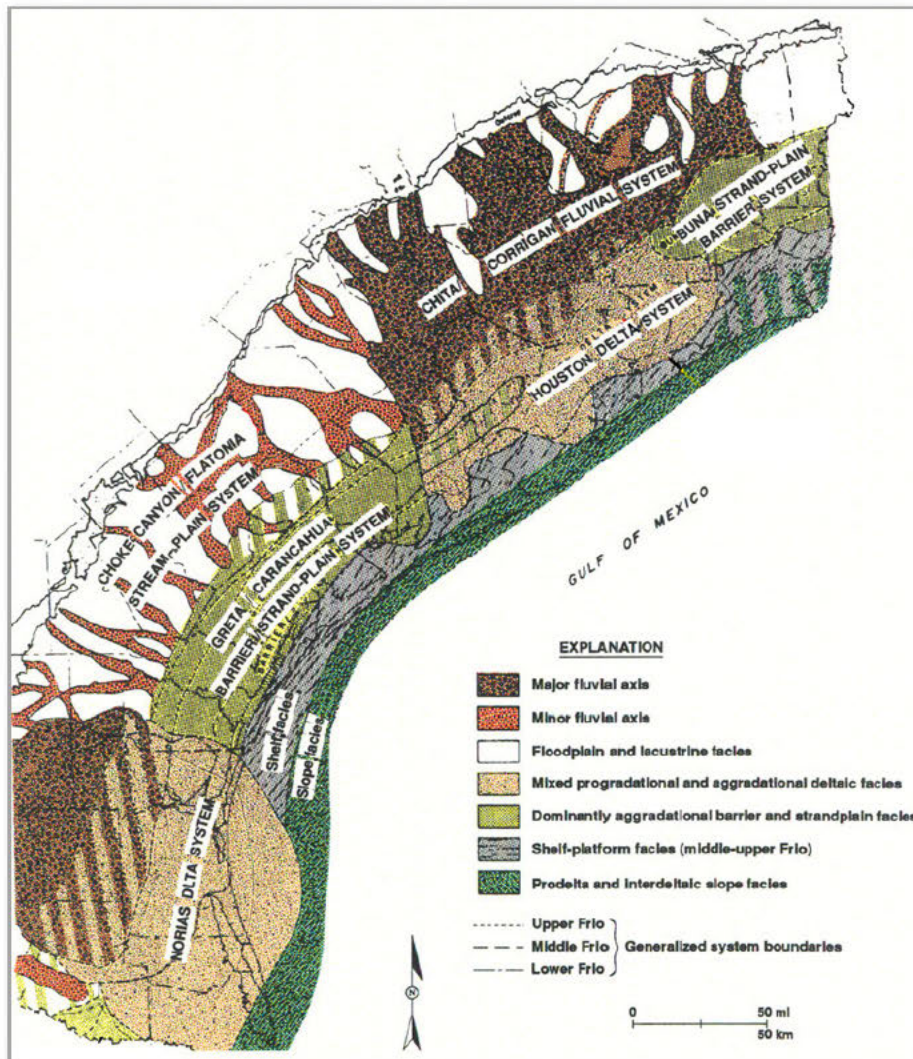 Outcrop
CHITA/ CORRIGAN FLUVIAL SYSTEM
BUNA STRAND-PLAIN
BARRIER SYSTEM
HOUSTON DELTA SYSTEM
CHOKE CANYON/FLATONIA
STREAM-PLAIN SYSTEM
GRETA / CARANCAHUA
BARRIER/STRAND-PLAIN SYSTEM
BARRIER/
Shelf facies
Slope facies
NORIAS DLTA SYSTEM
GULF OF MEXICO
EXPLANATION
Major fluvial axis
Minor fluvial axis
Floodplain and lacustrine facies
Mixed progradational and aggradational deltaic facies
Dominantly aggradational barrier and strandplain facies
Shelf-platform facies (middle-upper Frio)
Prodelta and interdeltaic slope facies
Upper Frio
Middle Frio
Generalized system boundaries
Lower Frio
N
0 50 mi
50 km